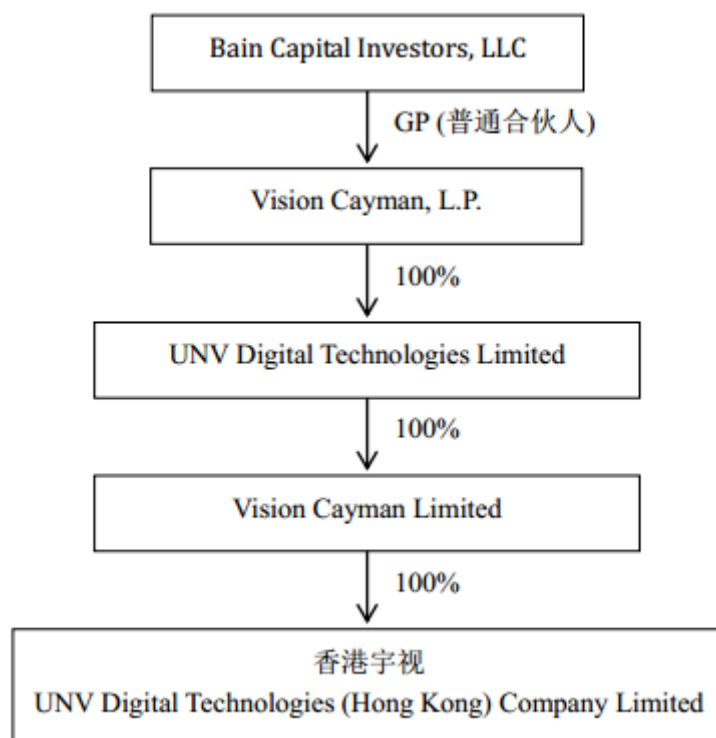 Bain Capital Investors, LLC
GP (普通合伙人)
Vision Cayman, L.P.
100%
UNV Digital Technologies Limited
100%
Vision Cayman Limited
100%
香港宇视
UNV Digital Technologies (Hong Kong) Company Limited